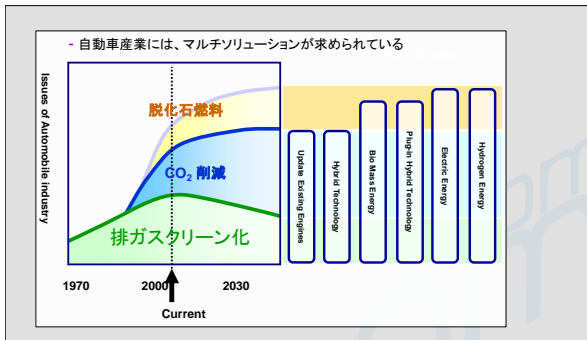 - 自動車産業には、マルチソリューションが求められている
Issues of Automobile industry
脱化石燃料
CO2 削減
排ガスクリーン化
1970
2000
2030
Current
Update Existing Engines
Hybrid Technology
Bio Mass Energy
Plug-in Hybrid Technology
Electric Energy
Hydrogen Energy